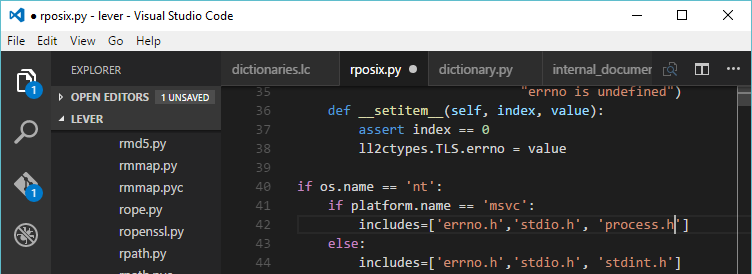 ● rposix.py - lever - Visual Studio Code
File Edit View Go Help
EXPLORER
dictionaries.lc rposix.py ● dictionary.py internal_documen
OPEN EDITORS 1 UNSAVED
LEVER
rmd5.py
rmmap.py
rmmap.pyc
rope.py
ropenssl.py
rpath.py
1
1
35 "errno is undefined")
36 def __setitem__(self, index, value):
37 assert index == 0
38 ll2ctypes.TLS.errno = value
39
40 if os.name == 'nt':
41 if platform.name == 'msvc':
42 includes=['errno.h','stdio.h', 'process.h']
43 else:
44 includes=['errno.h','stdio.h', 'stdint.h']